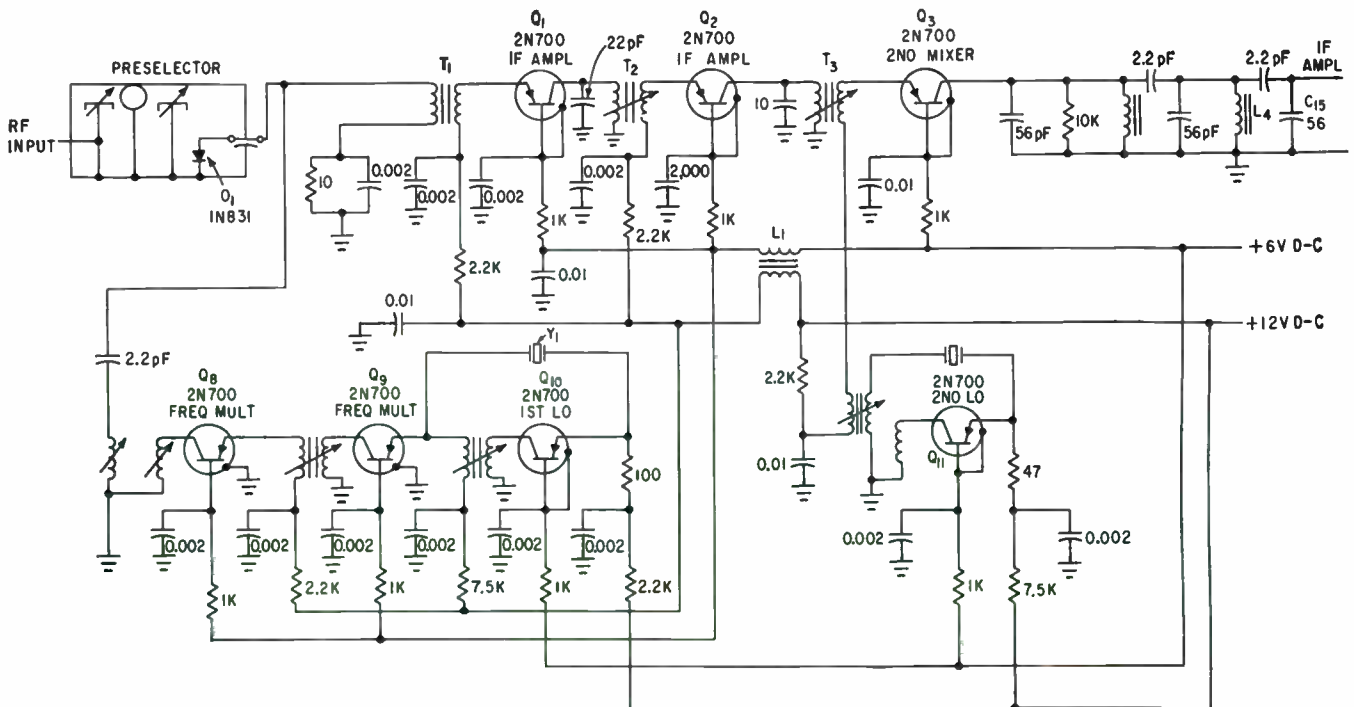 PRESELECTOR
RF
INPUT
D1
1N831
T1
Q1
2N700
IF AMPL
22pF
T2
Q2
2N700
IF AMPL
T3
Q3
2N700
2NO MIXER
2.2pF
2.2pF
IF
AMPL
10
0.002
0.002
0.002
0.002
2,000
10
0.01
56pF
10K
56pF
L4
C15
56
1K
2.2K
1K
1K
2.2K
0.01
L1
+6V D-C
0.01
+12V D-C
2.2pF
Y1
Q8
2N700
FREQ MULT
Q9
2N700
FREQ MULT
Q10
2N700
1ST LO
2.2K
2N700
2NO LO
Q11
0.01
100
47
0.002
0.002
0.002
0.002
0.002
0.002
0.002
1K
2.2K
1K
7.5K
1K
2.2K
1K
7.5K